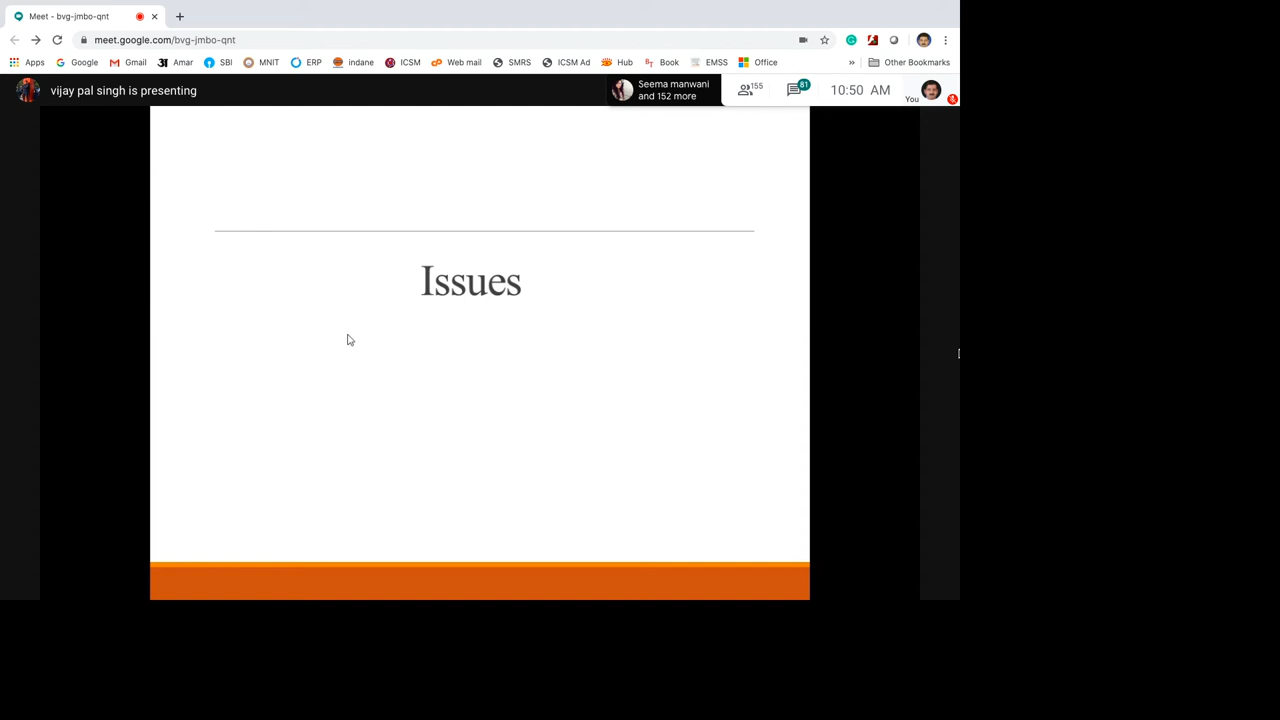 Meet - bvg-jmbo-qnt
meet.google.com/bvg-jmbo-qnt
Apps Google Gmail Amar SBI MNIT ERP indane ICSM Web mail SMRS ICSM Ad Hub Book EMSS Office » Other Bookmarks
vijay pal singh is presenting
Seema manwani
and 152 more
155
81
10:50 AM
You
Issues